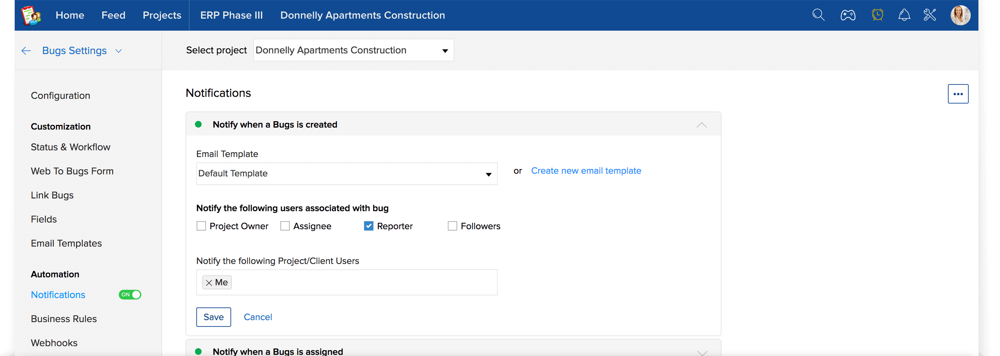 Home Feed Projects ERP Phase III Donnelly Apartments Construction
Bugs Settings
Select project Donnelly Apartments Construction
Configuration
Customization
Status & Workflow
Web To Bugs Form
Link Bugs
Fields
Email Templates
Automation
Notifications ON
Business Rules
Webhooks
Notifications
Notify when a Bugs is created
Email Template
Default Template or Create new email template
Notify the following users associated with bug
Project Owner Assignee Reporter Followers
Notify the following Project/Client Users
Me
Save Cancel
Notify when a Bugs is assigned